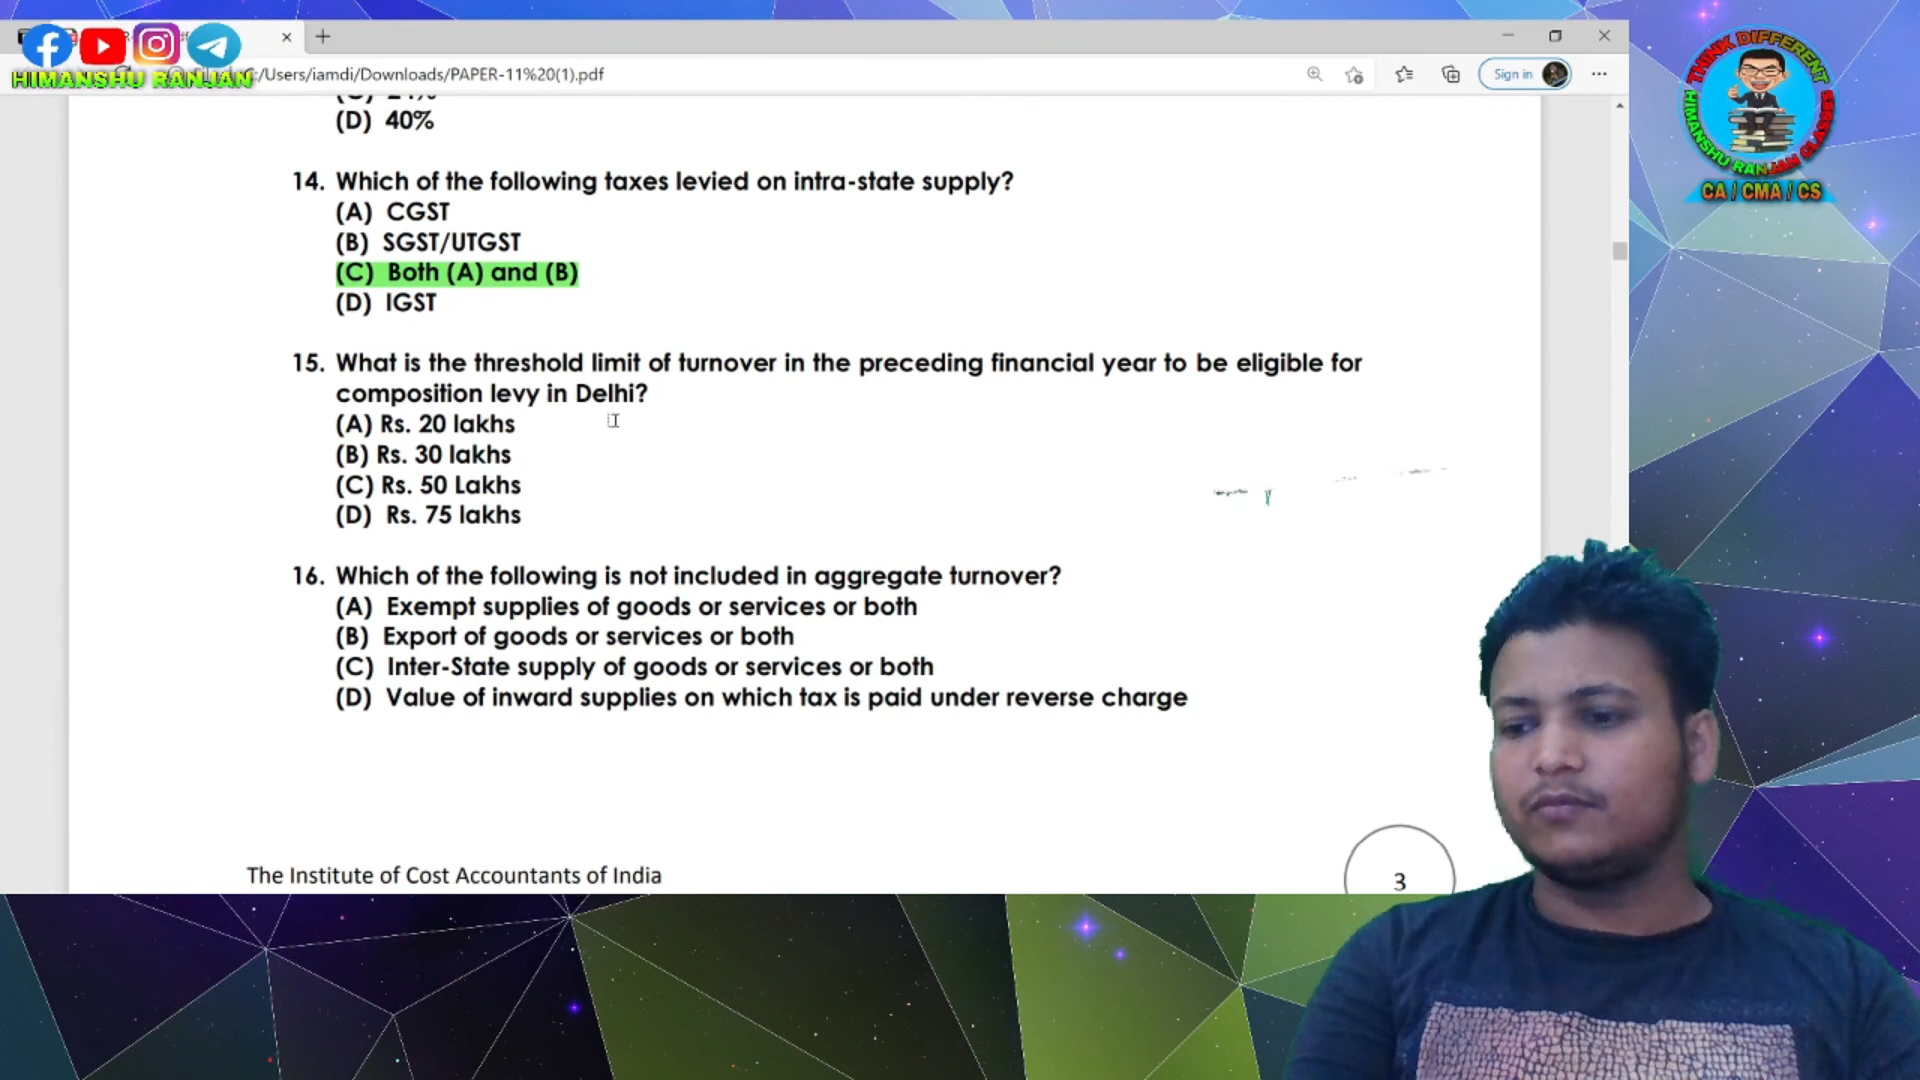 HIMANSHU RANJAN
C:/Users/iamdi/Downloads/PAPER-11%20(1).pdf
Sign in
THINK DIFFERENT
HIMANSHU RANJAN CLASSES
CA / CMA / CS
(C) 24%
(D) 40%
14. Which of the following taxes levied on intra-state supply?
(A) CGST
(B) SGST/UTGST
(C) Both (A) and (B)
(D) IGST
15. What is the threshold limit of turnover in the preceding financial year to be eligible for
composition levy in Delhi?
(A) Rs. 20 lakhs
(B) Rs. 30 lakhs
(C) Rs. 50 Lakhs
(D) Rs. 75 lakhs
16. Which of the following is not included in aggregate turnover?
(A) Exempt supplies of goods or services or both
(B) Export of goods or services or both
(C) Inter-State supply of goods or services or both
(D) Value of inward supplies on which tax is paid under reverse charge
The Institute of Cost Accountants of India
3